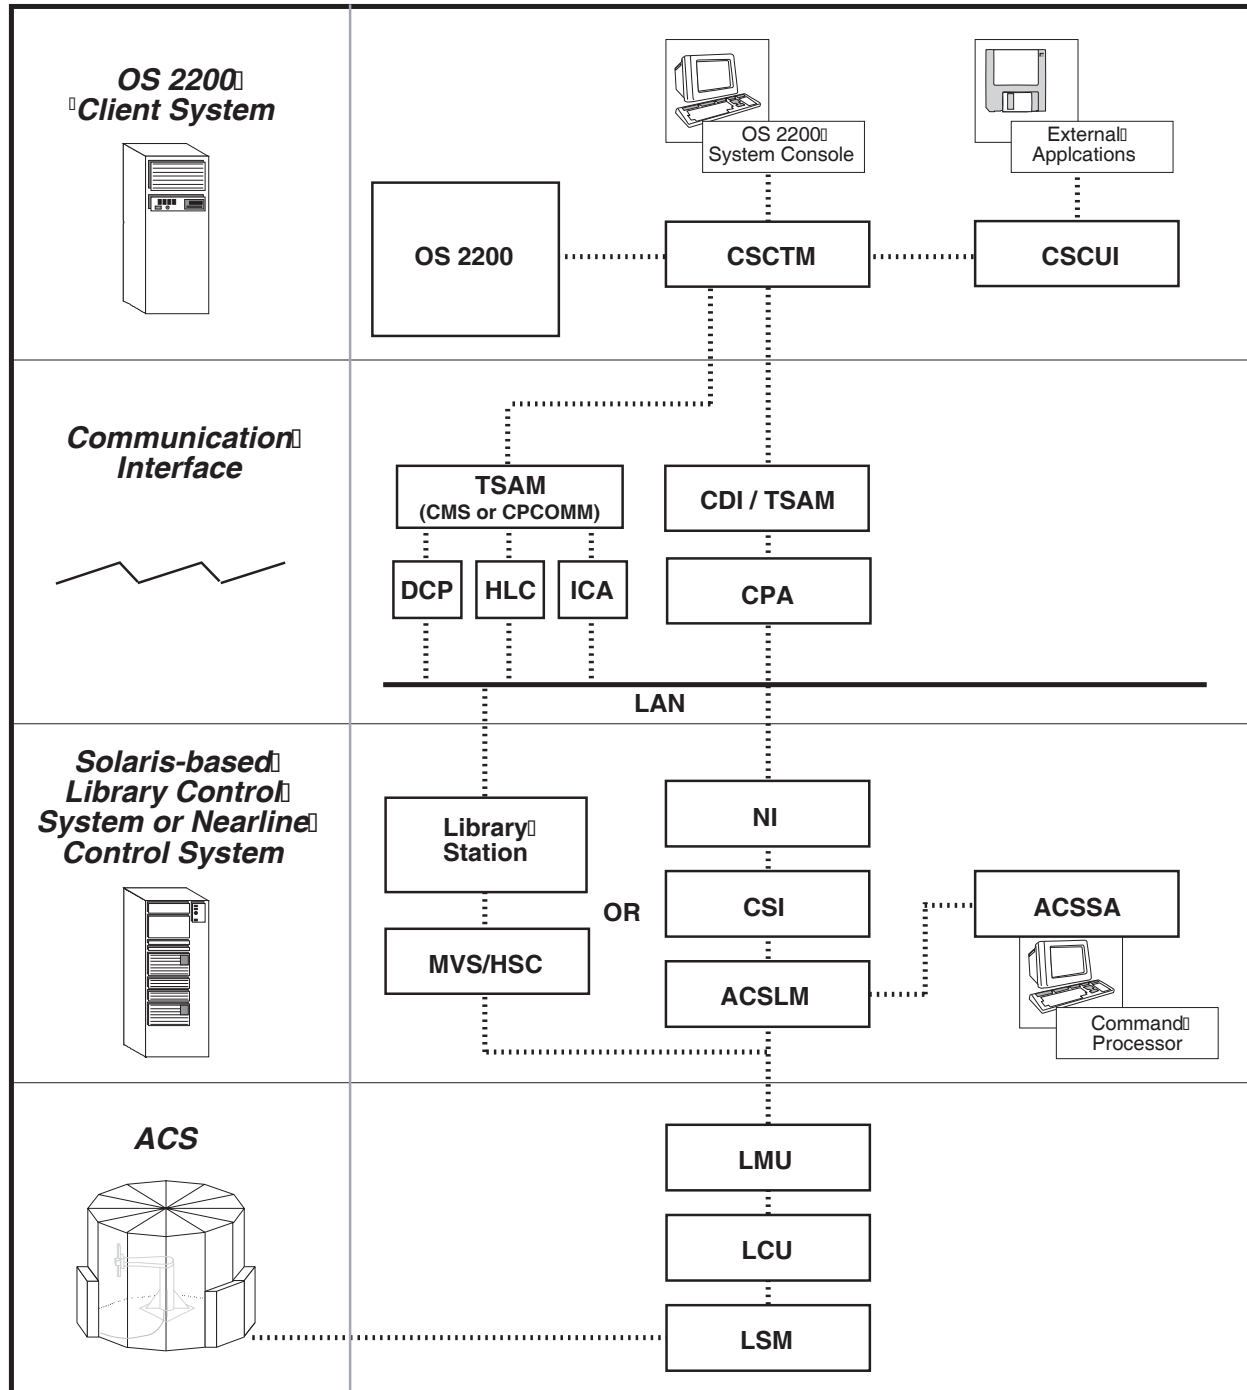 OS 2200
Client System
OS 2200
System Console
External
Applcations
OS 2200
CSCTM
CSCUI
Communication
Interface
TSAM
(CMS or CPCOMM)
CDI / TSAM
DCP
HLC
ICA
CPA
LAN
Solaris-based
Library Control
System or Nearline
Control System
Library
Station
NI
OR
CSI
ACSSA
MVS/HSC
ACSLM
Command
Processor
ACS
LMU
LCU
LSM